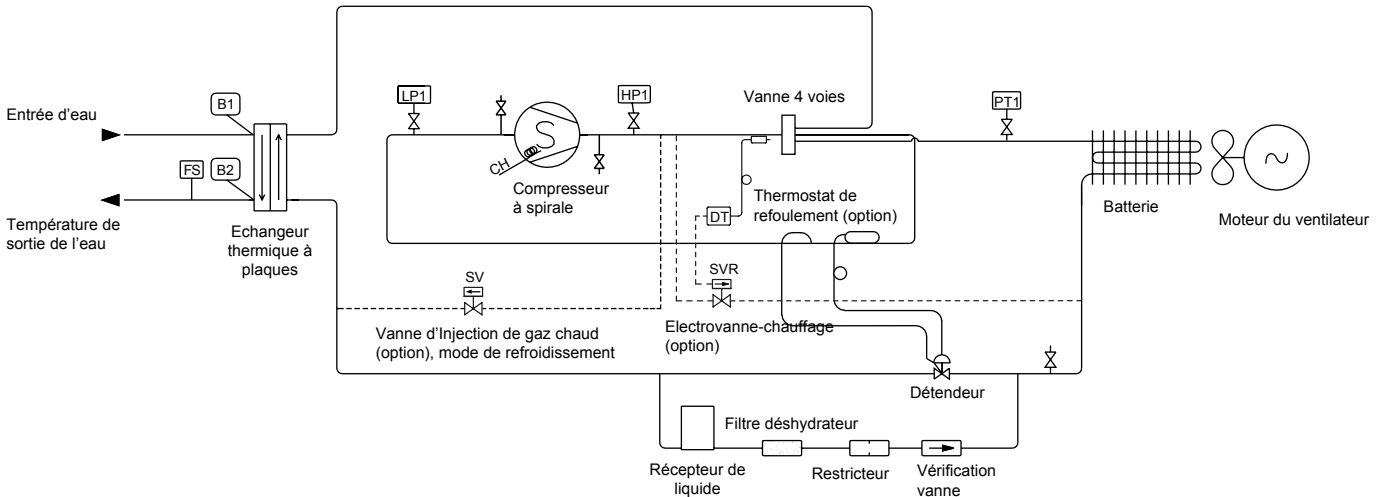 Entrée d'eau
B1
LP1
HP1
Vanne 4 voies
PT1
S
CH
FS
B2
Compresseur
à spirale
Thermostat de
refoulement (option)
DT
Batterie
Moteur du ventilateur
Température de
sortie de l'eau
Echangeur
thermique à
plaques
SV
SVR
Vanne d'Injection de gaz chaud
(option), mode de refroidissement
Electrovanne-chauffage
(option)
Détendeur
Filtre déshydrateur
Récepteur de
liquide
Restricteur
Vérification
vanne